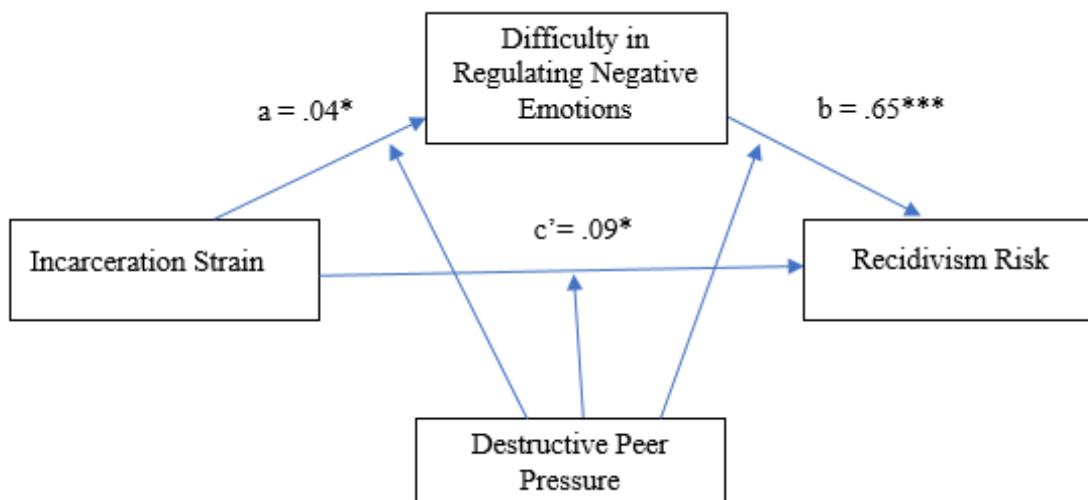 Difficulty in
Regulating Negative
Emotions
a = .04*
b = .65***
c’= .09*
Incarceration Strain
Recidivism Risk
Destructive Peer
Pressure